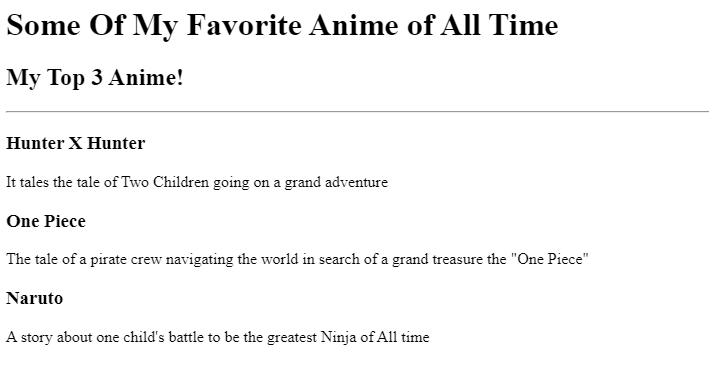 Some Of My Favorite Anime of All Time
My Top 3 Anime!
Hunter X Hunter
It tales the tale of Two Children going on a grand adventure
One Piece
The tale of a pirate crew navigating the world in search of a grand treasure the "One Piece"
Naruto
A story about one child's battle to be the greatest Ninja of All time